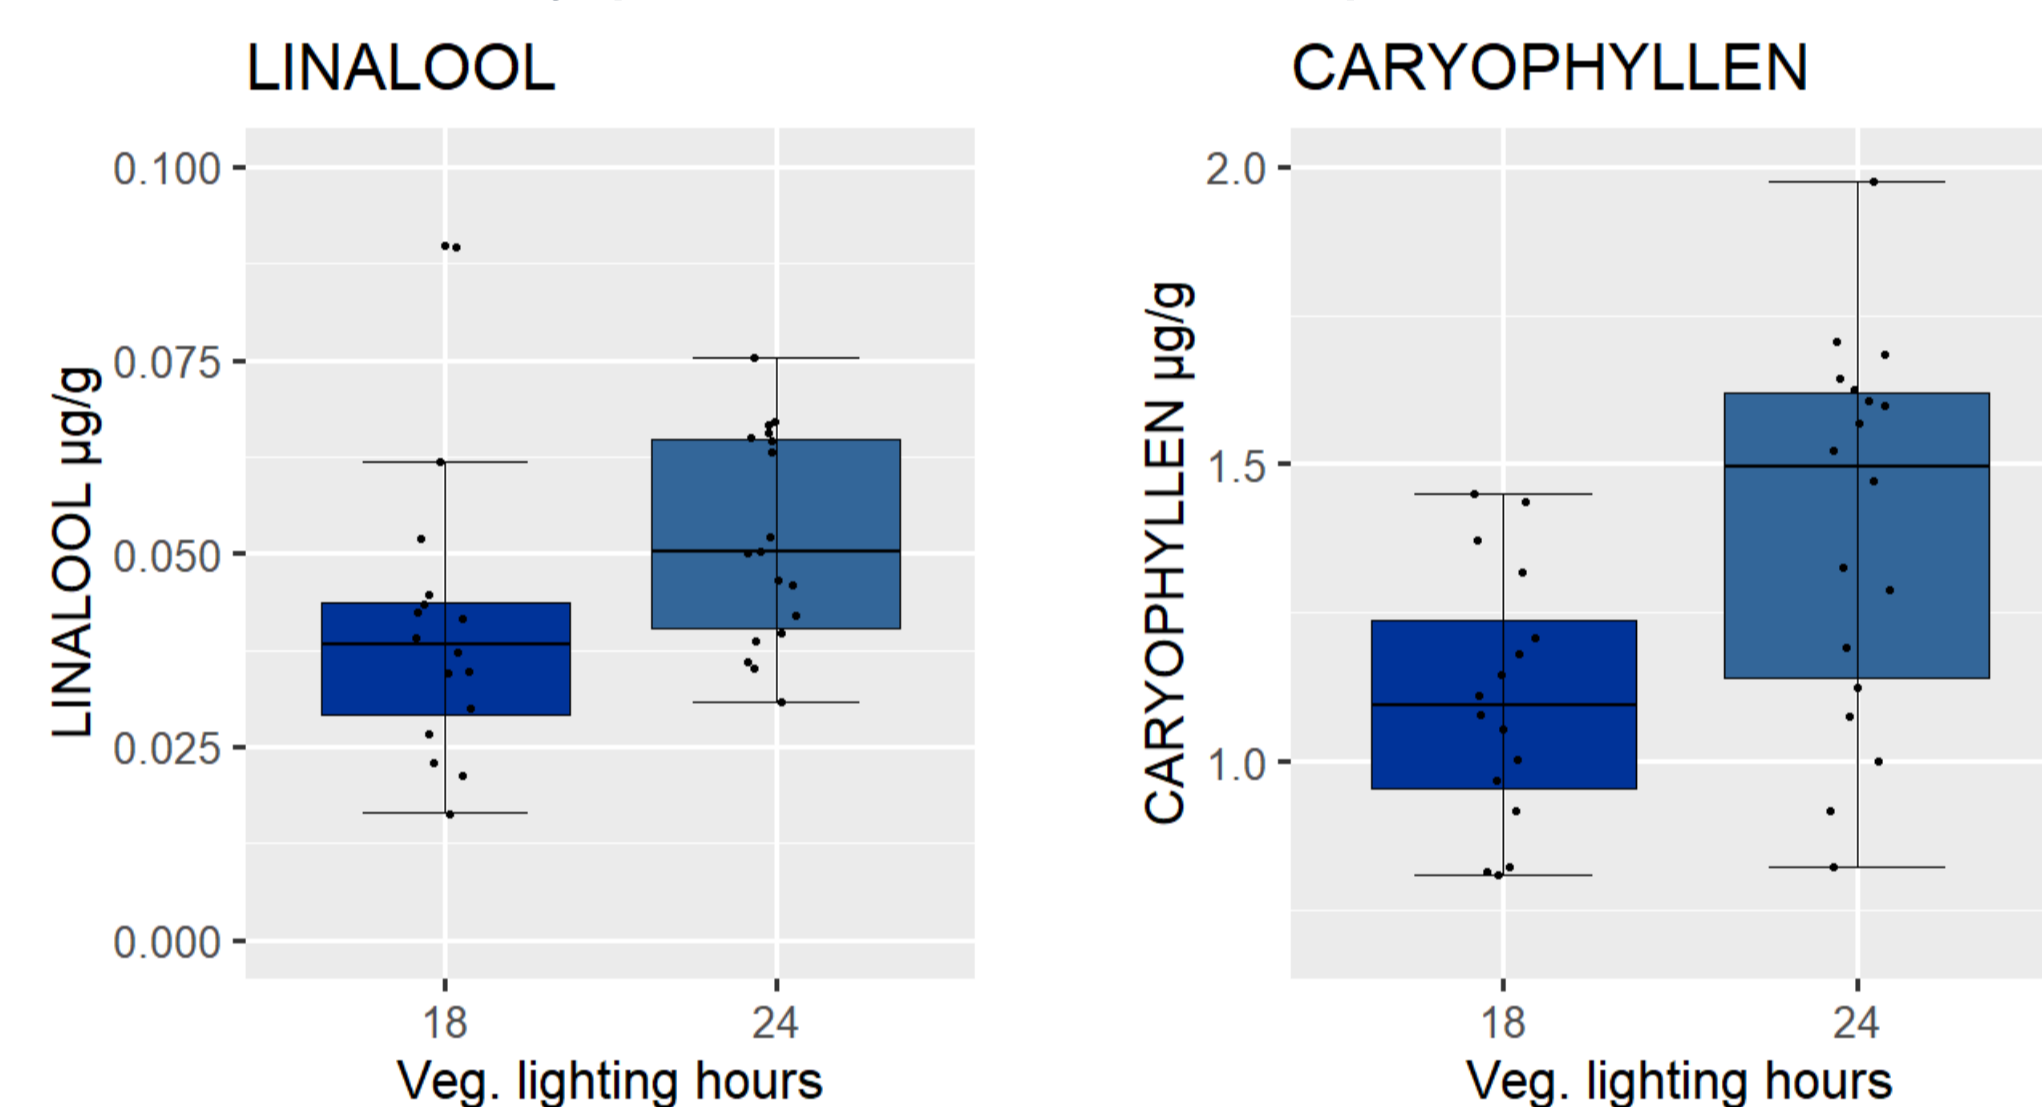 LINALOOL
LINALOOL µg/g
0.100
0.075
0.050
0.025
0.000
18
24
Veg. lighting hours
CARYOPHYLLEN
CARYOPHYLLEN µg/g
2.0
1.5
1.0
18
24
Veg. lighting hours